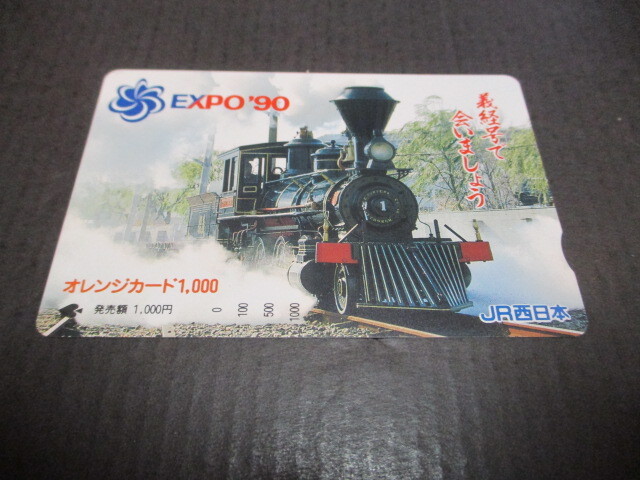 EXPO '90
義経号で
会いましょう
1
オレンジカード1,000
発売額 1,000円
0 100 500 1000
JR西日本